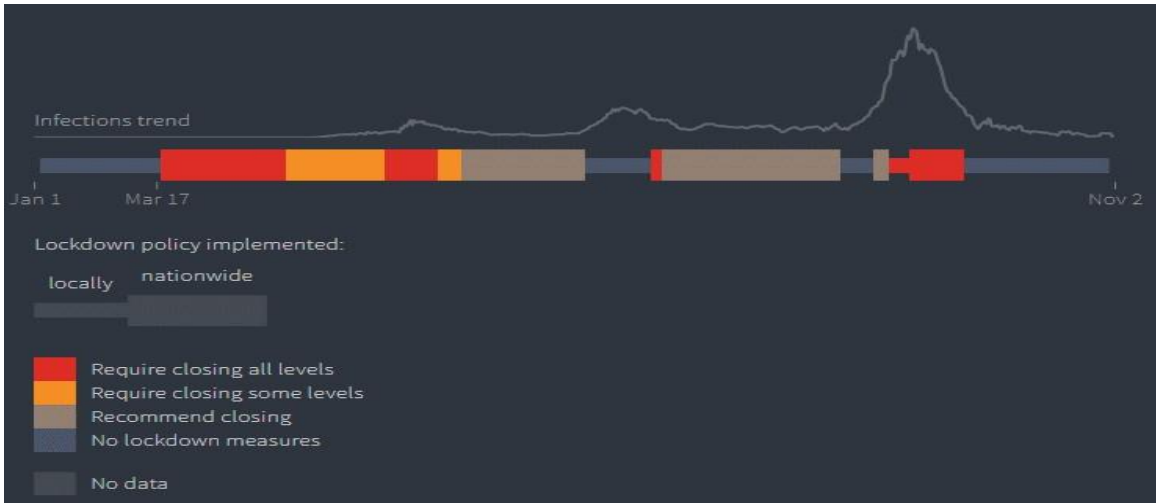 Infections trend
Jan 1
Mar 17
Nov 2
Lockdown policy implemented:
locally
nationwide
Require closing all levels
Require closing some levels
Recommend closing
No lockdown measures
No data